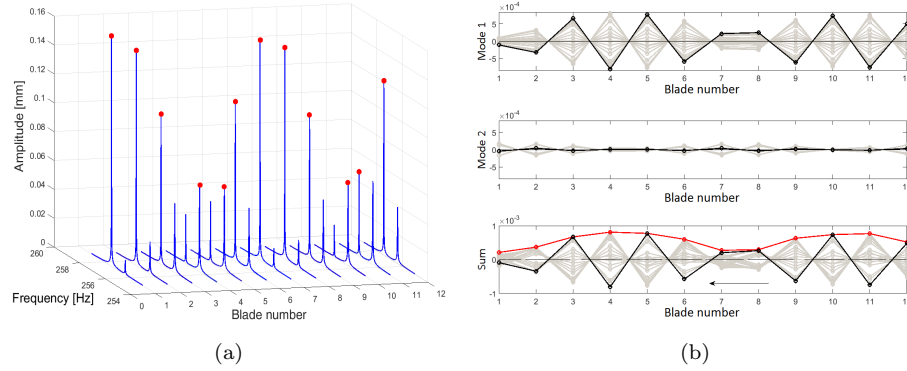 0.16
0.14
0.12
0.1
0.08
0.06
0.04
0.02
0
Amplitude [mm]
260
258
256
254
Frequency [Hz]
0 1 2 3 4 5 6 7 8 9 10 11 12
Blade number
(a)
×10⁻⁴
Mode 1
5
0
-5
1 2 3 4 5 6 7 8 9 10 11 1
Blade number
×10⁻⁴
Mode 2
5
0
-5
1 2 3 4 5 6 7 8 9 10 11 1
Blade number
×10⁻³
Sum
1
0
-1
1 2 3 4 5 6 7 8 9 10 11 1
Blade number
(b)